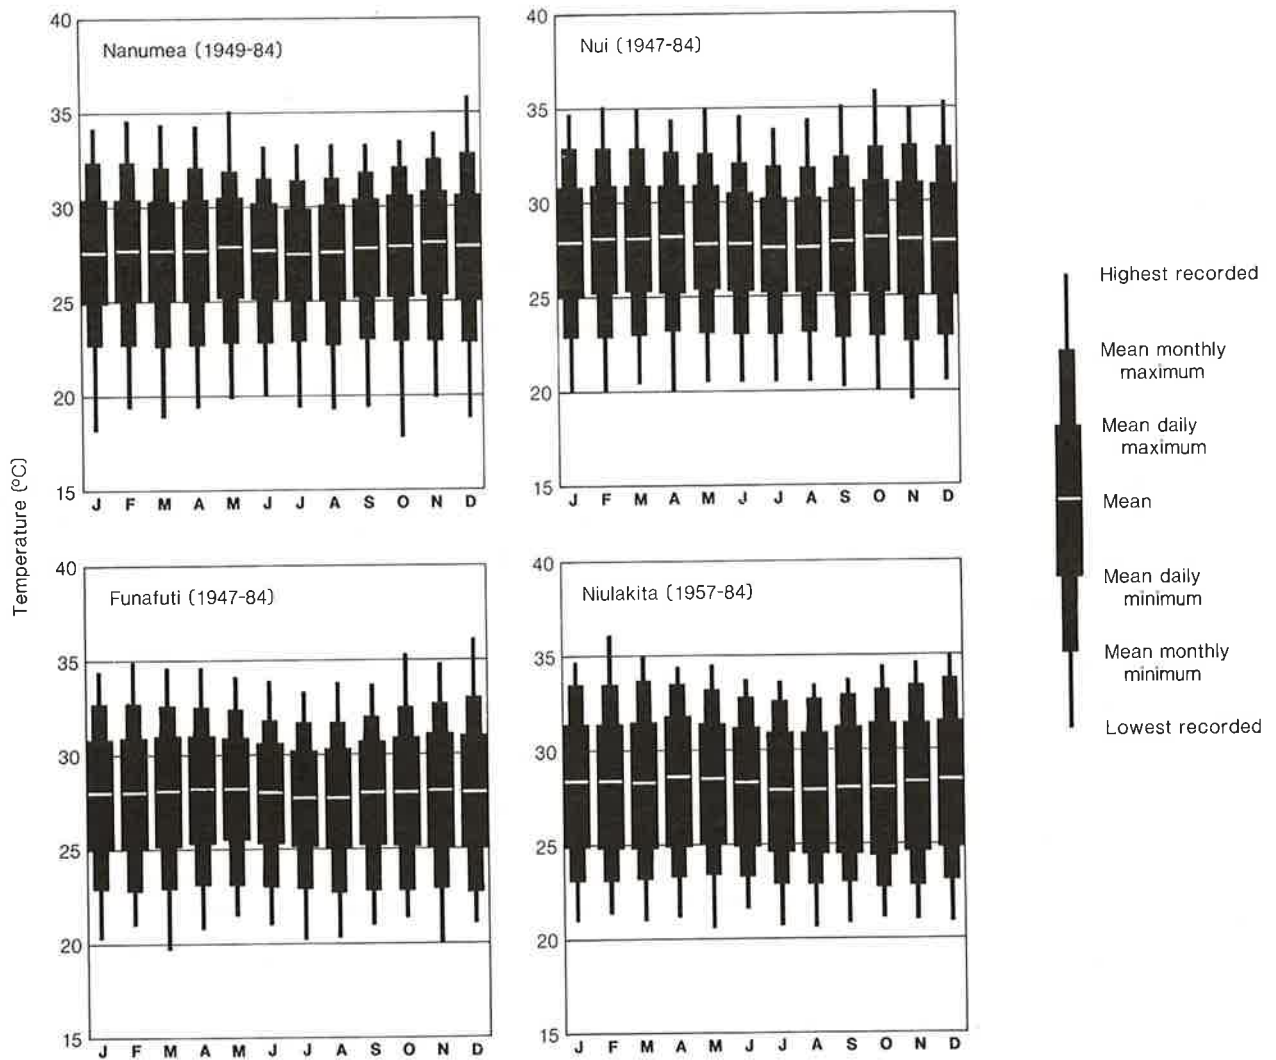 Temperature (ºC)
Nanumea (1949-84)
40
35
30
25
20
15
J F M A M J J A S O N D
Nui (1947-84)
40
35
30
25
20
15
J F M A M J J A S O N D
Funafuti (1947-84)
40
35
30
25
20
15
J F M A M J J A S O N D
Niulakita (1957-84)
40
35
30
25
20
15
J F M A M J J A S O N D
Highest recorded
Mean monthly
maximum
Mean daily
maximum
Mean
Mean daily
minimum
Mean monthly
minimum
Lowest recorded